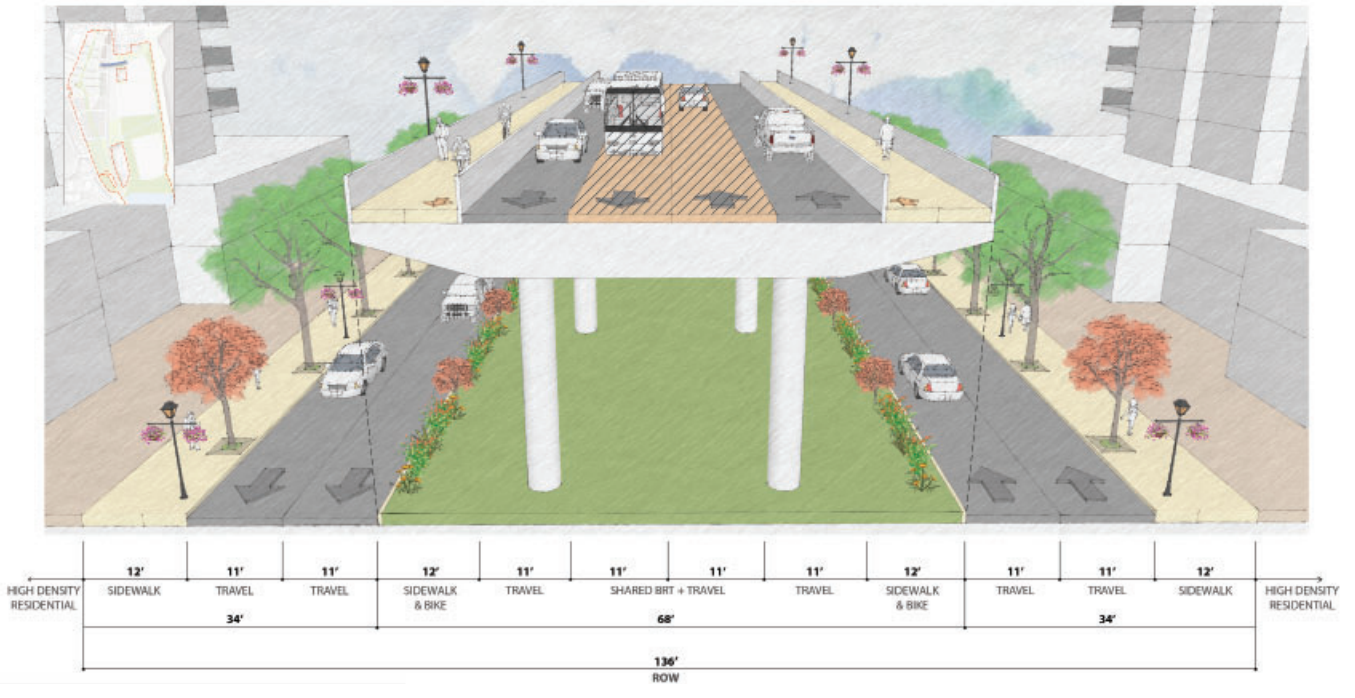 12' 11' 11' 12' 11' 11' 11' 11' 12' 11' 11' 12'
HIGH DENSITY RESIDENTIAL
SIDEWALK
TRAVEL
TRAVEL
SIDEWALK & BIKE
TRAVEL
SHARED BRT + TRAVEL
TRAVEL
SIDEWALK & BIKE
TRAVEL
TRAVEL
SIDEWALK
HIGH DENSITY RESIDENTIAL
34' 68' 34'
136'
ROW